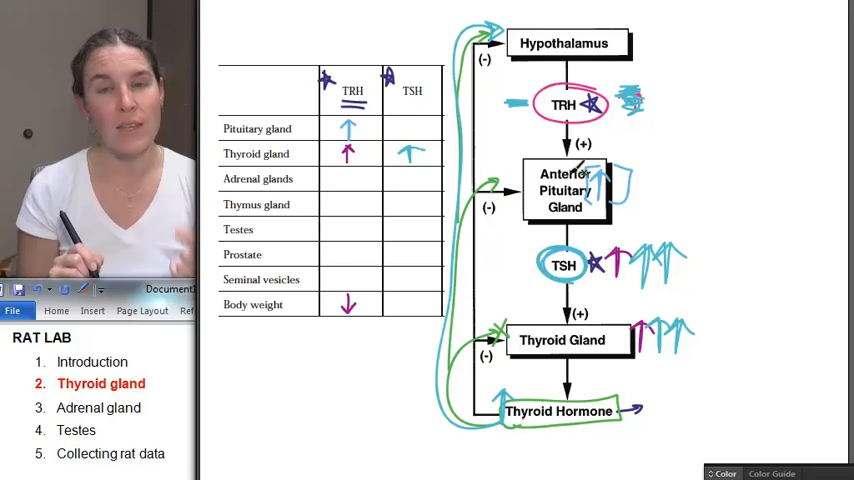 TRH
TSH
Pituitary gland
Thyroid gland
Adrenal glands
Thymus gland
Testes
Prostate
Seminal vesicles
Body weight
Hypothalamus
(-)
TRH
(+)
Anterior
Pituitary
Gland
(-)
TSH
(+)
Thyroid Gland
(-)
Thyroid Hormone
Document1
File Home Insert Page Layout Ref
RAT LAB
1. Introduction
2. Thyroid gland
3. Adrenal gland
4. Testes
5. Collecting rat data
Color Color Guide